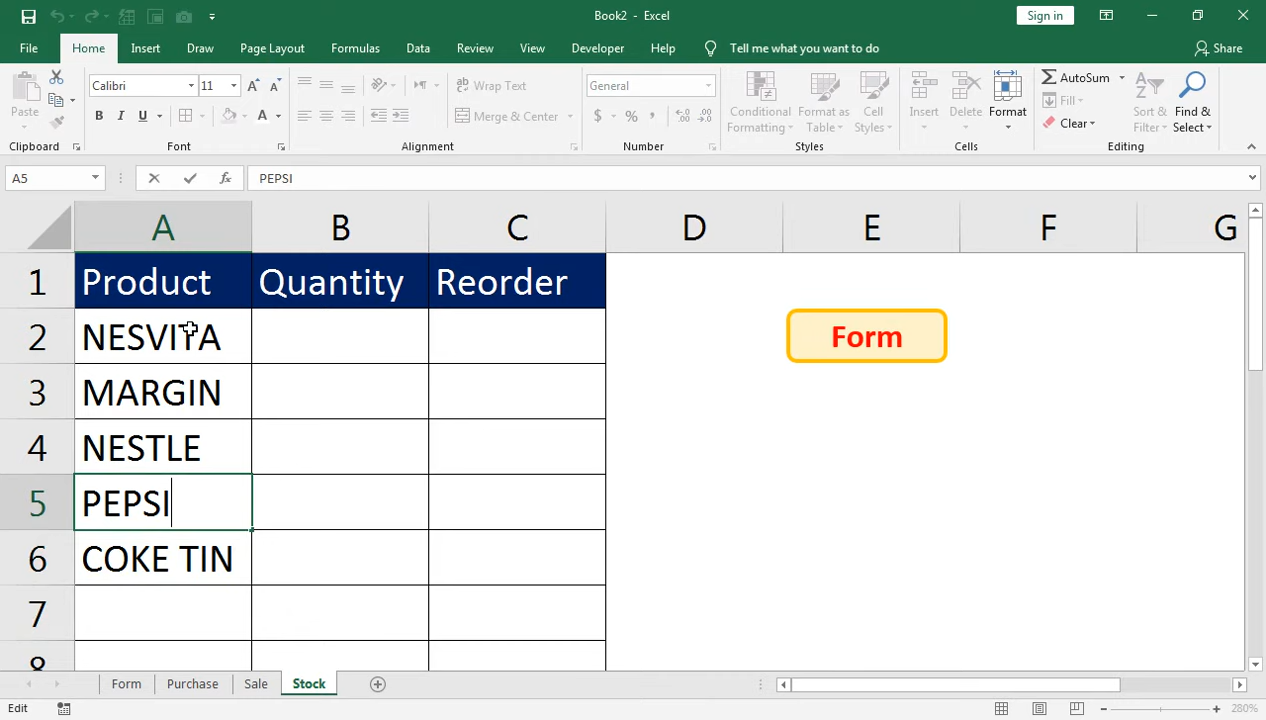 Book2 - Excel
Sign in
File Home Insert Draw Page Layout Formulas Data Review View Developer Help Tell me what you want to do Share
Paste
Calibri 11
Wrap Text
General
Conditional Formatting
Format as Table
Cell Styles
Insert
Delete
Format
AutoSum
Fill
Clear
Sort & Filter
Find & Select
B I U
A
Merge & Center
$ % ,
Clipboard Font Alignment Number Styles Cells Editing
A5 fx PEPSI
A B C D E F G
1 Product Quantity Reorder
2 NESVITA Form
3 MARGIN
4 NESTLE
5 PEPSI
6 COKE TIN
7
8
Form Purchase Sale Stock
Edit 280%